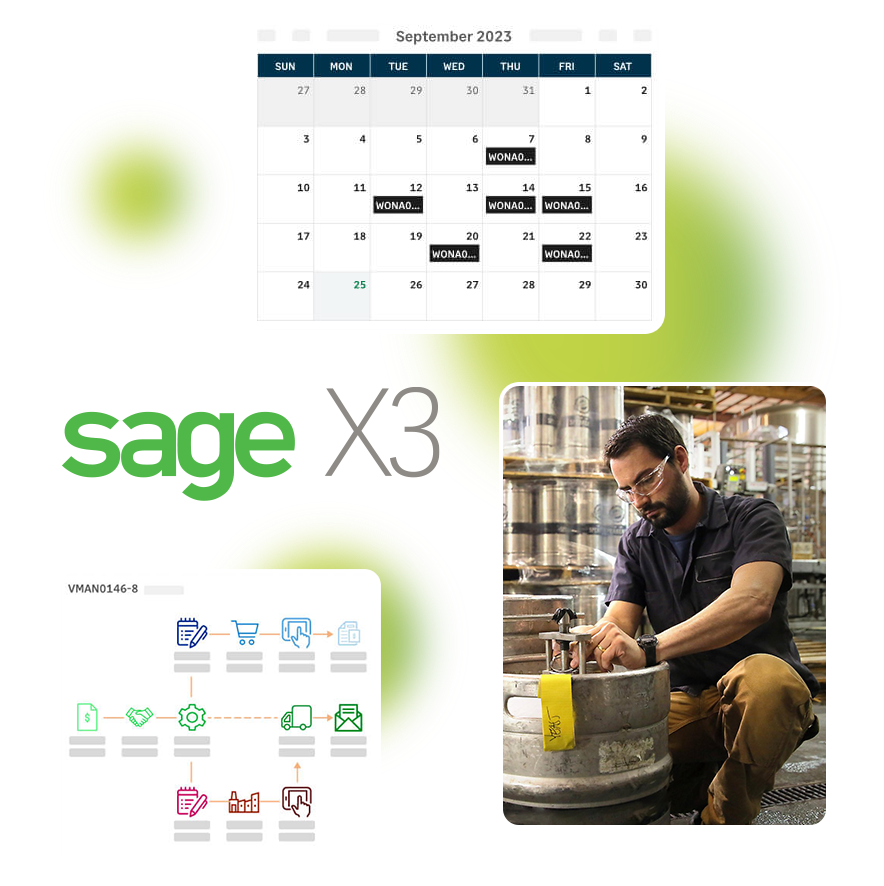 September 2023
SUN MON TUE WED THU FRI SAT
27 28 29 30 31 1 2
3 4 5 6 7 8 9
WONA0...
10 11 12 13 14 15 16
WONA0... WONA0... WONA0...
17 18 19 20 21 22 23
WONA0... WONA0...
24 25 26 27 28 29 30
sage X3
VMAN0146-8
$
$
YEAST